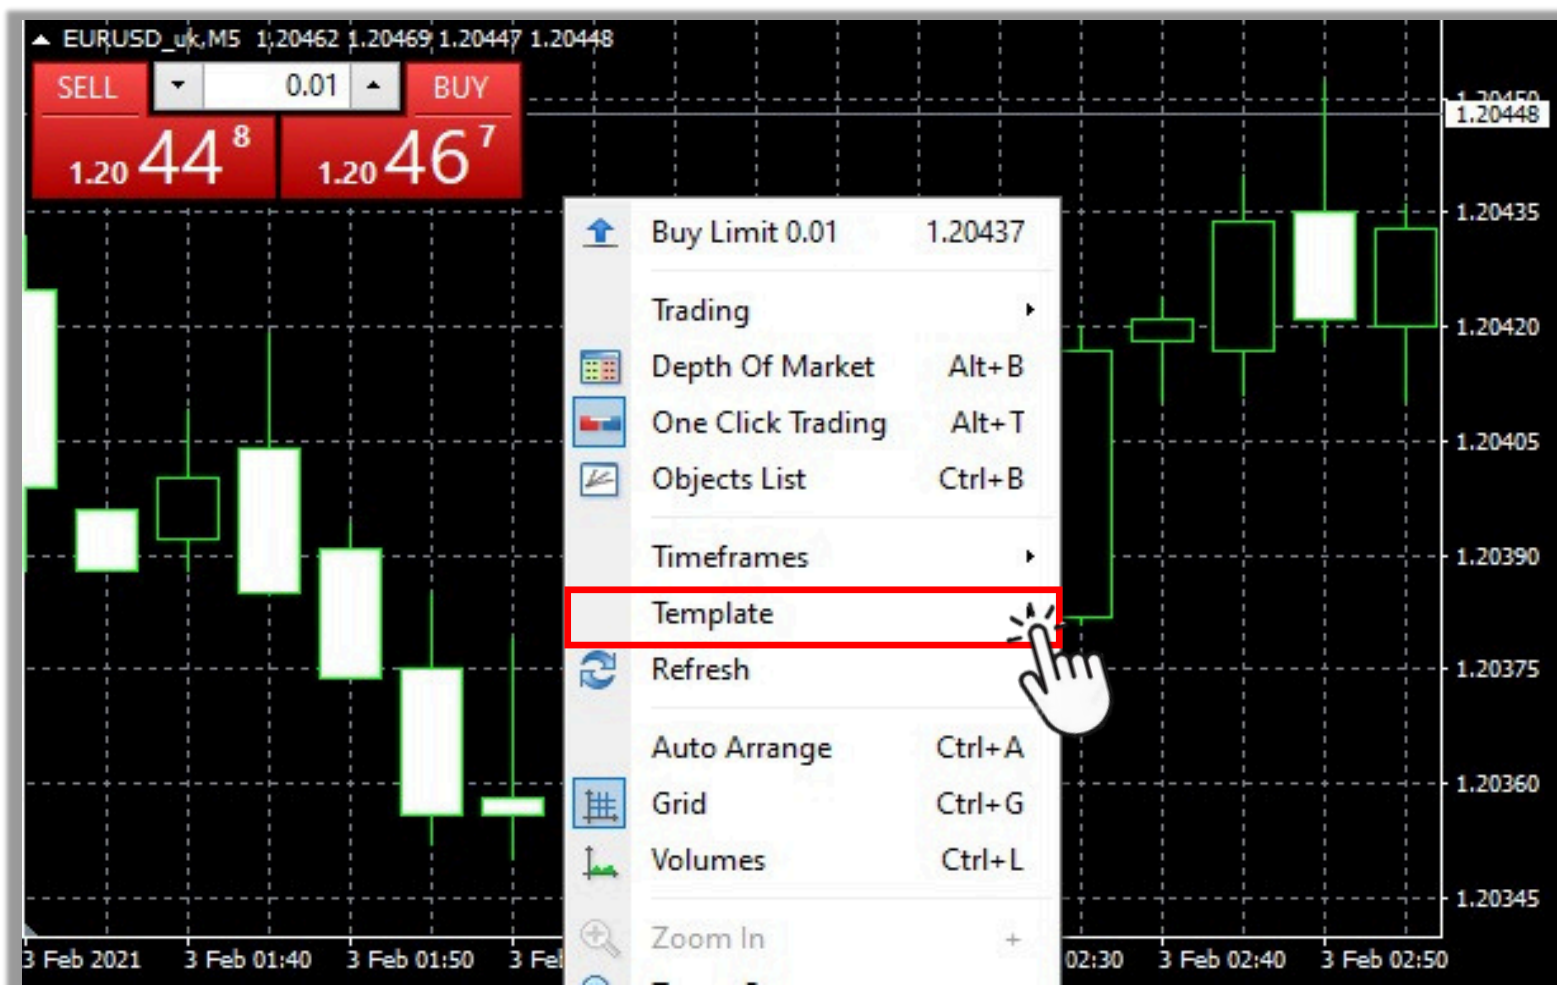 EURUSD_uk,M5 1.20462 1.20469 1.20447 1.20448
SELL 0.01 BUY
1.20 44 8 1.20 46 7
1.20450
1.20448
Buy Limit 0.01 1.20437
1.20435
Trading
1.20420
Depth Of Market Alt+B
One Click Trading Alt+T
1.20405
Objects List Ctrl+B
Timeframes
1.20390
Template
Refresh
1.20375
Auto Arrange Ctrl+A
1.20360
Grid Ctrl+G
Volumes Ctrl+L
1.20345
Zoom In +
3 Feb 2021 3 Feb 01:40 3 Feb 01:50 02:30 3 Feb 02:40 3 Feb 02:50